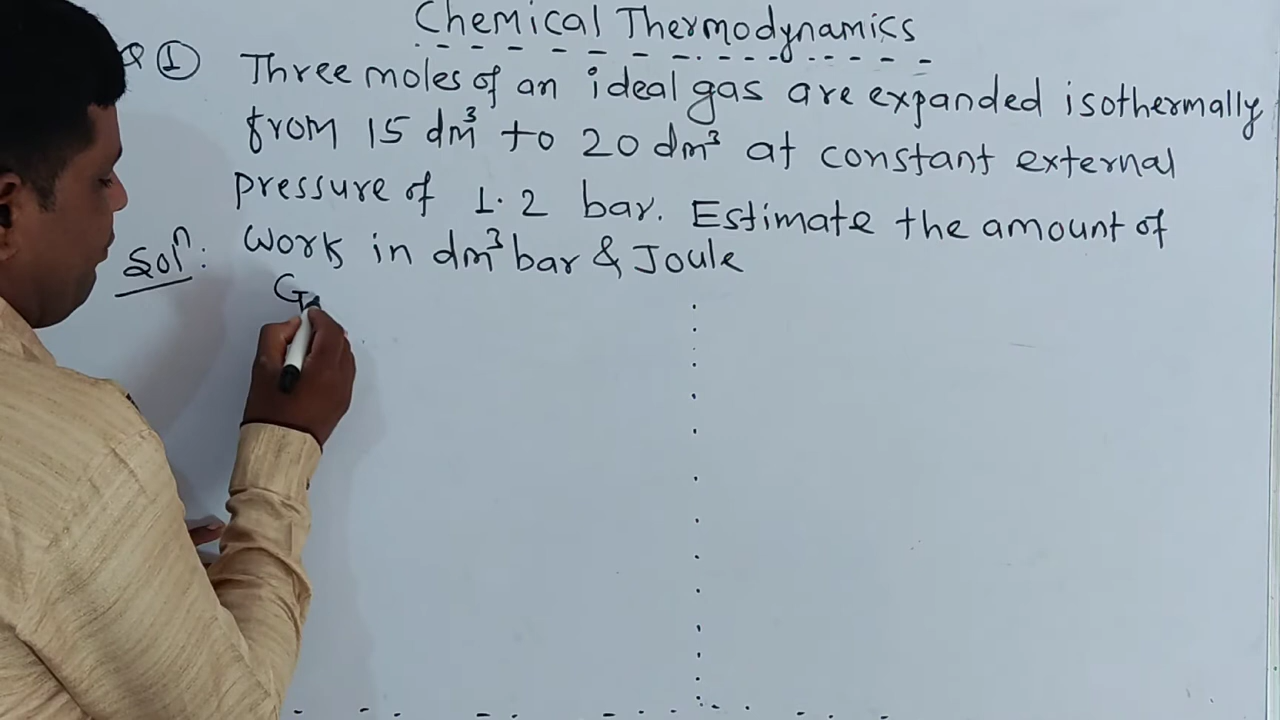 Chemical Thermodynamics
Q ① Three moles of an ideal gas are expanded isothermally
from 15 dm³ to 20 dm³ at constant external
pressure of 1.2 bar. Estimate the amount of
Work in dm³ bar & Joule
Solⁿ:
G